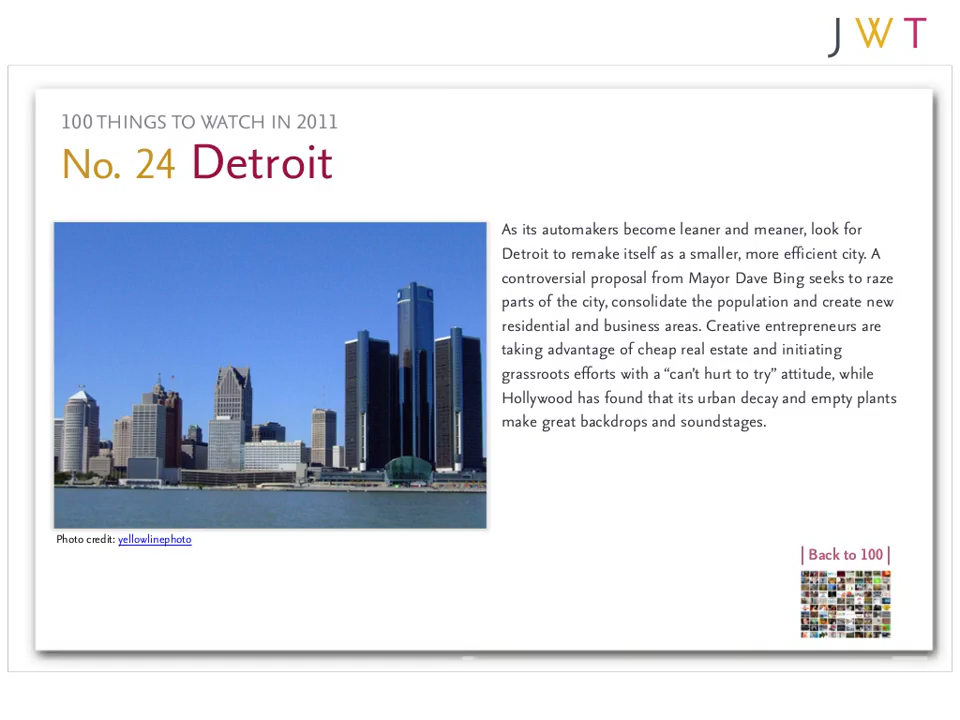 J W T
100 THINGS TO WATCH IN 2011
No. 24 Detroit
As its automakers become leaner and meaner, look for
Detroit to remake itself as a smaller, more efficient city. A
controversial proposal from Mayor Dave Bing seeks to raze
parts of the city, consolidate the population and create new
residential and business areas. Creative entrepreneurs are
taking advantage of cheap real estate and initiating
grassroots efforts with a “can’t hurt to try” attitude, while
Hollywood has found that its urban decay and empty plants
make great backdrops and soundstages.
Photo credit: yellowlinephoto
| Back to 100 |